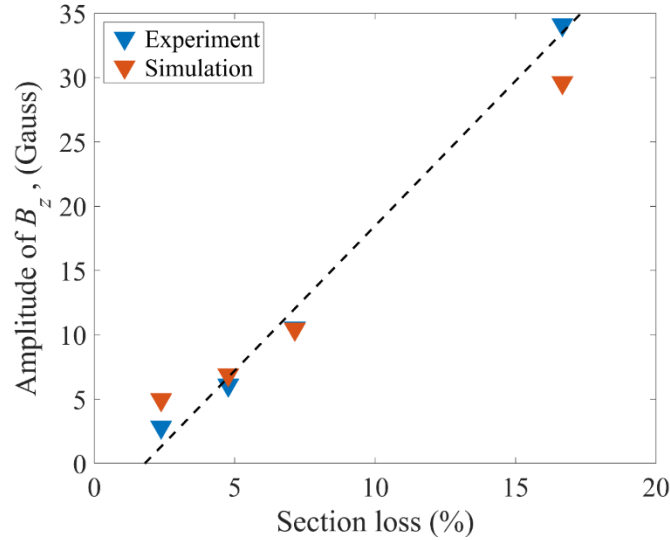 35
30
25
20
15
10
5
0
Amplitude of B_z , (Gauss)
Experiment
Simulation
0 5 10 15 20
Section loss (%)